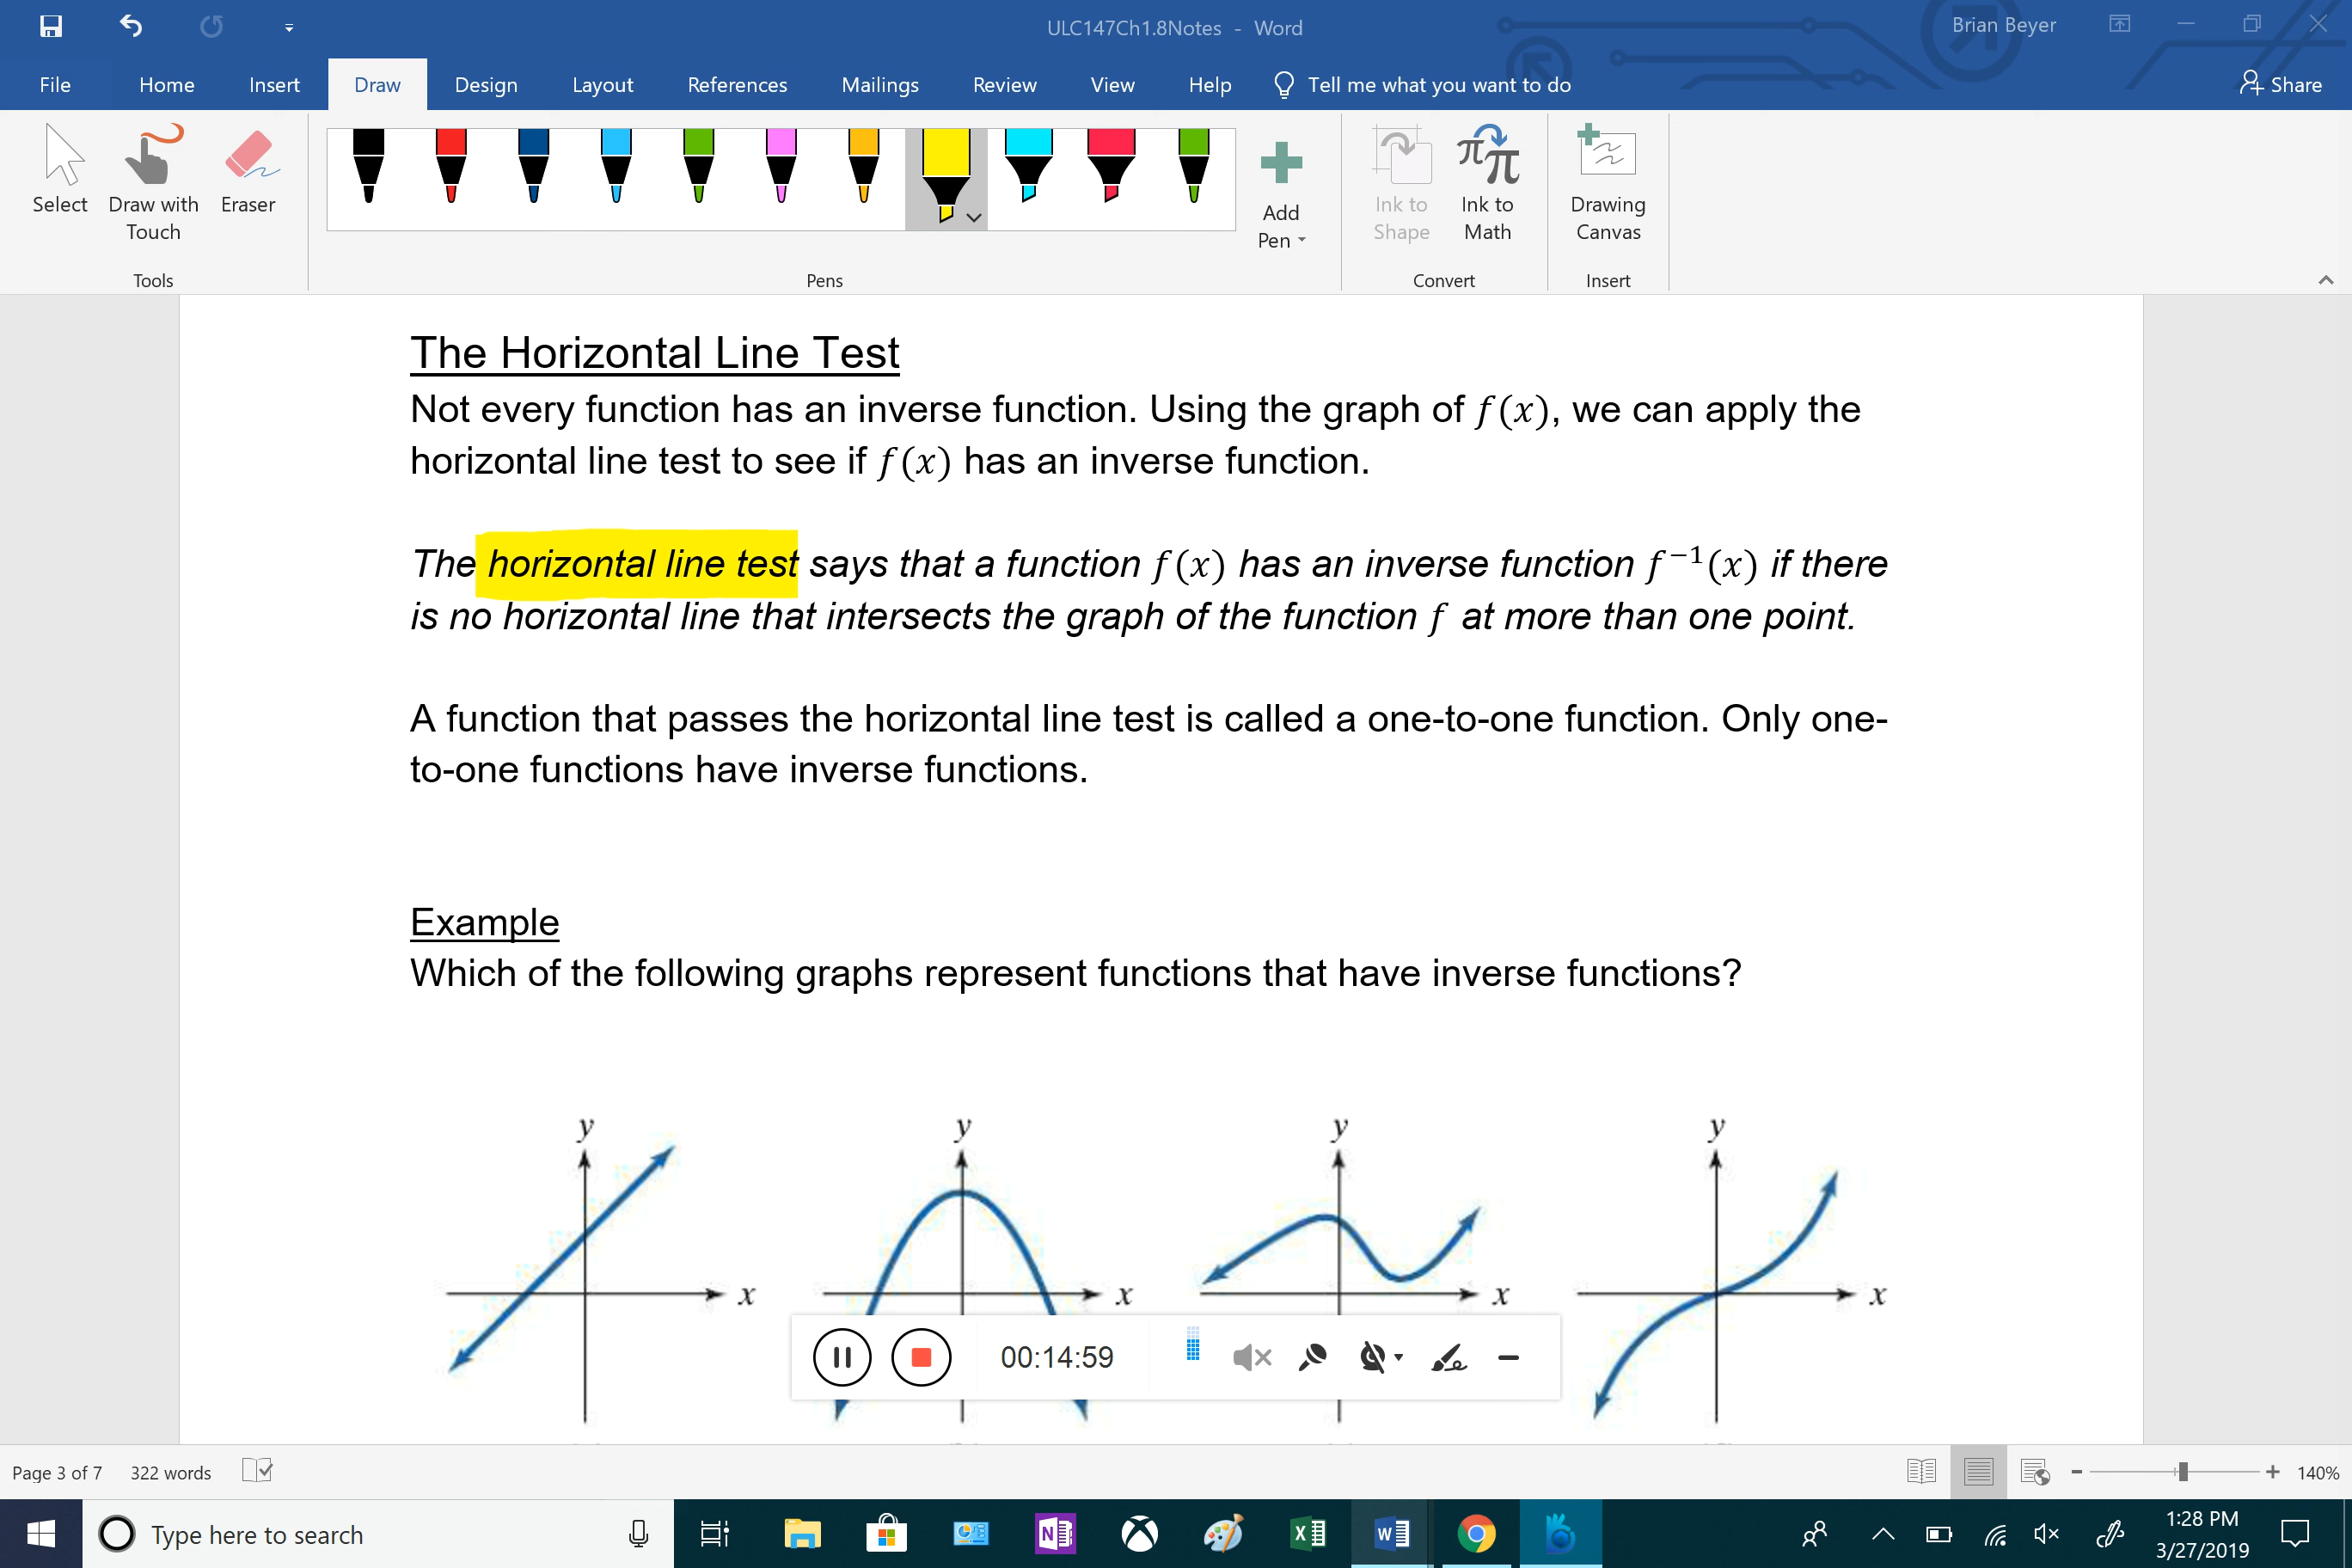 ULC147Ch1.8Notes - Word
Brian Beyer
File Home Insert Draw Design Layout References Mailings Review View Help Tell me what you want to do Share
Select
Draw with Touch
Eraser
Add Pen
Ink to Shape
Ink to Math
Drawing Canvas
Tools Pens Convert Insert
The Horizontal Line Test
Not every function has an inverse function. Using the graph of f(x), we can apply the
horizontal line test to see if f(x) has an inverse function.
The horizontal line test says that a function f(x) has an inverse function f⁻¹(x) if there
is no horizontal line that intersects the graph of the function f at more than one point.
A function that passes the horizontal line test is called a one-to-one function. Only one-
to-one functions have inverse functions.
Example
Which of the following graphs represent functions that have inverse functions?
y y y y
x x x x
00:14:59
Page 3 of 7 322 words 140%
Type here to search
1:28 PM
3/27/2019